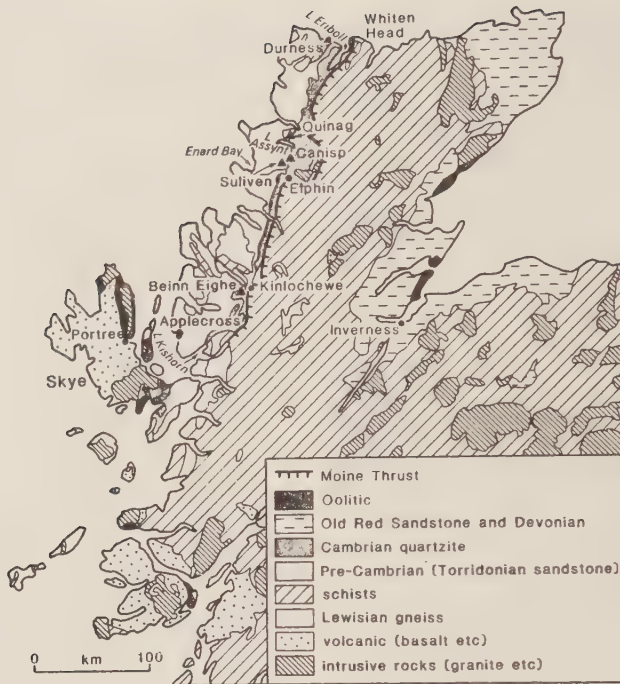 L Eriboll
Whiten
Head
Durness
Quinag
L Assynt
Enard Bay
Canisp
Suliven
Elphin
Beinn Eighe
Kinlochewe
Applecross
Portree
L Kishorn
Inverness
Skye
Moine Thrust
Oolitic
Old Red Sandstone and Devonian
Cambrian quartzite
Pre-Cambrian (Torridonian sandstone)
schists
Lewisian gneiss
volcanic (basalt etc)
intrusive rocks (granite etc)
0 km 100